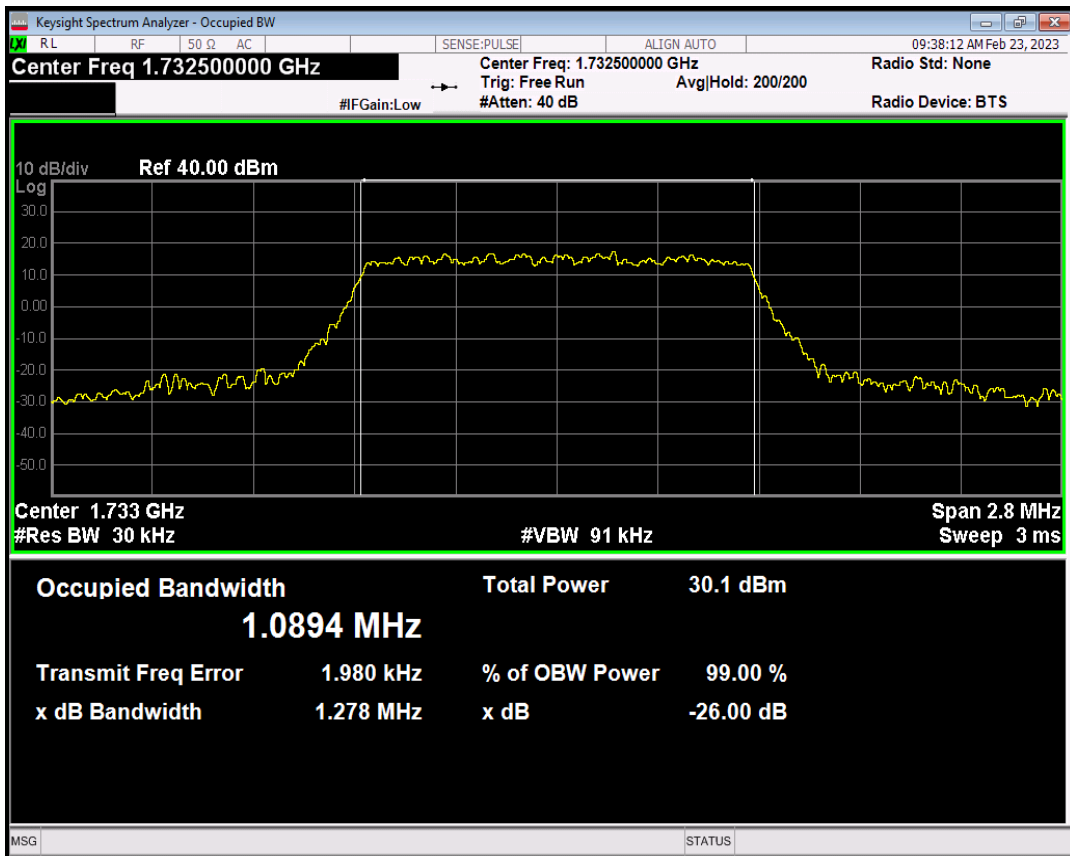 Keysight Spectrum Analyzer - Occupied BW
LXI RL RF 50 Ω AC SENSE:PULSE ALIGN AUTO 09:38:12 AM Feb 23, 2023
Center Freq 1.732500000 GHz Center Freq: 1.732500000 GHz Radio Std: None
Trig: Free Run Avg|Hold: 200/200
#IFGain:Low #Atten: 40 dB Radio Device: BTS
10 dB/div Ref 40.00 dBm
Log
30.0
20.0
10.0
0.00
-10.0
-20.0
-30.0
-40.0
-50.0
Center 1.733 GHz Span 2.8 MHz
#Res BW 30 kHz #VBW 91 kHz Sweep 3 ms
Occupied Bandwidth Total Power 30.1 dBm
1.0894 MHz
Transmit Freq Error 1.980 kHz % of OBW Power 99.00 %
x dB Bandwidth 1.278 MHz x dB -26.00 dB
MSG STATUS